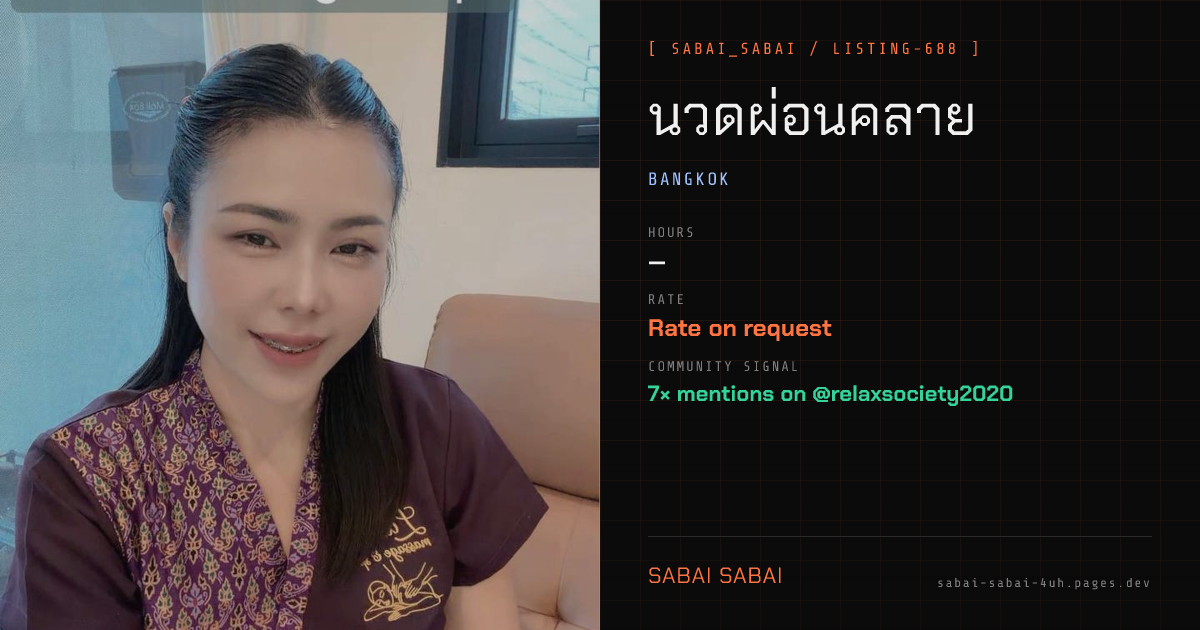 [ SABAI_SABAI / LISTING-688 ]
นวดผ่อนคลาย
BANGKOK
HOURS
—
RATE
Rate on request
COMMUNITY SIGNAL
7× mentions on @relaxsociety2020
SABAI SABAI
sabai-sabai-4uh.pages.dev
massage & s